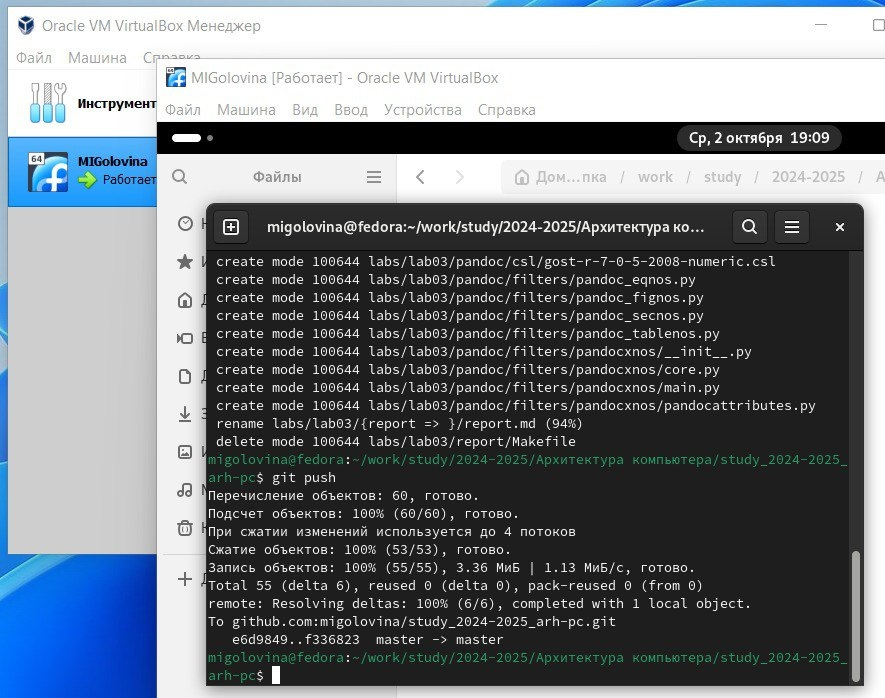 Oracle VM VirtualBox Менеджер
Файл Машина Справка
Инструмент
64
MIGolovina
Работает
MIGolovina [Работает] - Oracle VM VirtualBox
Файл Машина Вид Ввод Устройства Справка
Ср, 2 октября 19:09
Файлы
Дом...пка / work / study / 2024-2025 / А
migolovina@fedora:~/work/study/2024-2025/Архитектура ко...
create mode 100644 labs/lab03/pandoc/csl/gost-r-7-0-5-2008-numeric.csl
create mode 100644 labs/lab03/pandoc/filters/pandoc_eqnos.py
create mode 100644 labs/lab03/pandoc/filters/pandoc_fignos.py
create mode 100644 labs/lab03/pandoc/filters/pandoc_secnos.py
create mode 100644 labs/lab03/pandoc/filters/pandoc_tablenos.py
create mode 100644 labs/lab03/pandoc/filters/pandocxnos/__init__.py
create mode 100644 labs/lab03/pandoc/filters/pandocxnos/core.py
create mode 100644 labs/lab03/pandoc/filters/pandocxnos/main.py
create mode 100644 labs/lab03/pandoc/filters/pandocxnos/pandocattributes.py
rename labs/lab03/{report => }/report.md (94%)
delete mode 100644 labs/lab03/report/Makefile
migolovina@fedora:~/work/study/2024-2025/Архитектура компьютера/study_2024-2025_
arh-pc$ git push
Перечисление объектов: 60, готово.
Подсчет объектов: 100% (60/60), готово.
При сжатии изменений используется до 4 потоков
Сжатие объектов: 100% (53/53), готово.
Запись объектов: 100% (55/55), 3.36 МиБ | 1.13 МиБ/с, готово.
Total 55 (delta 6), reused 0 (delta 0), pack-reused 0 (from 0)
remote: Resolving deltas: 100% (6/6), completed with 1 local object.
To github.com:migolovina/study_2024-2025_arh-pc.git
e6d9849..f336823 master -> master
migolovina@fedora:~/work/study/2024-2025/Архитектура компьютера/study_2024-2025_
arh-pc$